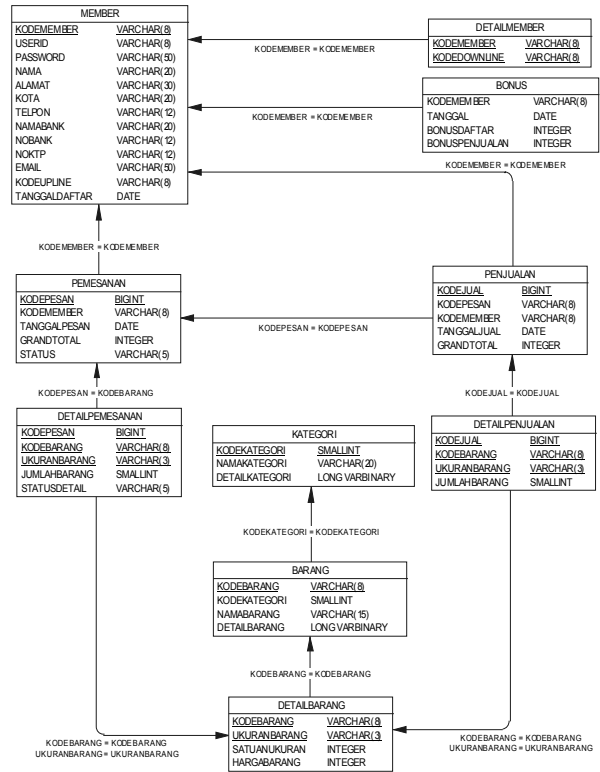 MEMBER
KODEMEMBER VARCHAR(8)
USERID VARCHAR(8)
PASSWORD VARCHAR(50)
NAMA VARCHAR(20)
ALAMAT VARCHAR(30)
KOTA VARCHAR(20)
TELPON VARCHAR(12)
NAMABANK VARCHAR(20)
NOBANK VARCHAR(12)
NOKTP VARCHAR(12)
EMAIL VARCHAR(50)
KODEUPLINE VARCHAR(8)
TANGGALDAFTAR DATE
DETAILMEMBER
KODEMEMBER VARCHAR(8)
KODEDOWNLINE VARCHAR(8)
KODEMEMBER = KODEMEMBER
BONUS
KODEMEMBER VARCHAR(8)
TANGGAL DATE
BONUSDAFTAR INTEGER
BONUSPENJUALAN INTEGER
KODEMEMBER = KODEMEMBER
KODEMEMBER = KODEMEMBER
KODEMEMBER = KODEMEMBER
PEMESANAN
KODEPESAN BIGINT
KODEMEMBER VARCHAR(8)
TANGGALPESAN DATE
GRANDTOTAL INTEGER
STATUS VARCHAR(5)
PENJUALAN
KODEJUAL BIGINT
KODEPESAN VARCHAR(8)
KODEMEMBER VARCHAR(8)
TANGGALJUAL DATE
GRANDTOTAL INTEGER
KODEPESAN = KODEPESAN
KODEPESAN = KODEBARANG
KODEJUAL = KODEJUAL
DETAILPEMESANAN
KODEPESAN BIGINT
KODEBARANG VARCHAR(8)
UKURANBARANG VARCHAR(3)
JUMLAHBARANG SMALLINT
STATUSDETAIL VARCHAR(5)
KATEGORI
KODEKATEGORI SMALLINT
NAMAKATEGORI VARCHAR(20)
DETAILKATEGORI LONG VARBINARY
DETAILPENJUALAN
KODEJUAL BIGINT
KODEBARANG VARCHAR(8)
UKURANBARANG VARCHAR(3)
JUMLAHBARANG SMALLINT
KODEKATEGORI = KODEKATEGORI
BARANG
KODEBARANG VARCHAR(8)
KODEKATEGORI SMALLINT
NAMABARANG VARCHAR(15)
DETAILBARANG LONG VARBINARY
KODEBARANG = KODEBARANG
DETAILBARANG
KODEBARANG VARCHAR(8)
UKURANBARANG VARCHAR(3)
SATUANUKURAN INTEGER
HARGABARANG INTEGER
KODEBARANG = KODEBARANG
UKURANBARANG = UKURANBARANG
KODEBARANG = KODEBARANG
UKURANBARANG = UKURANBARANG